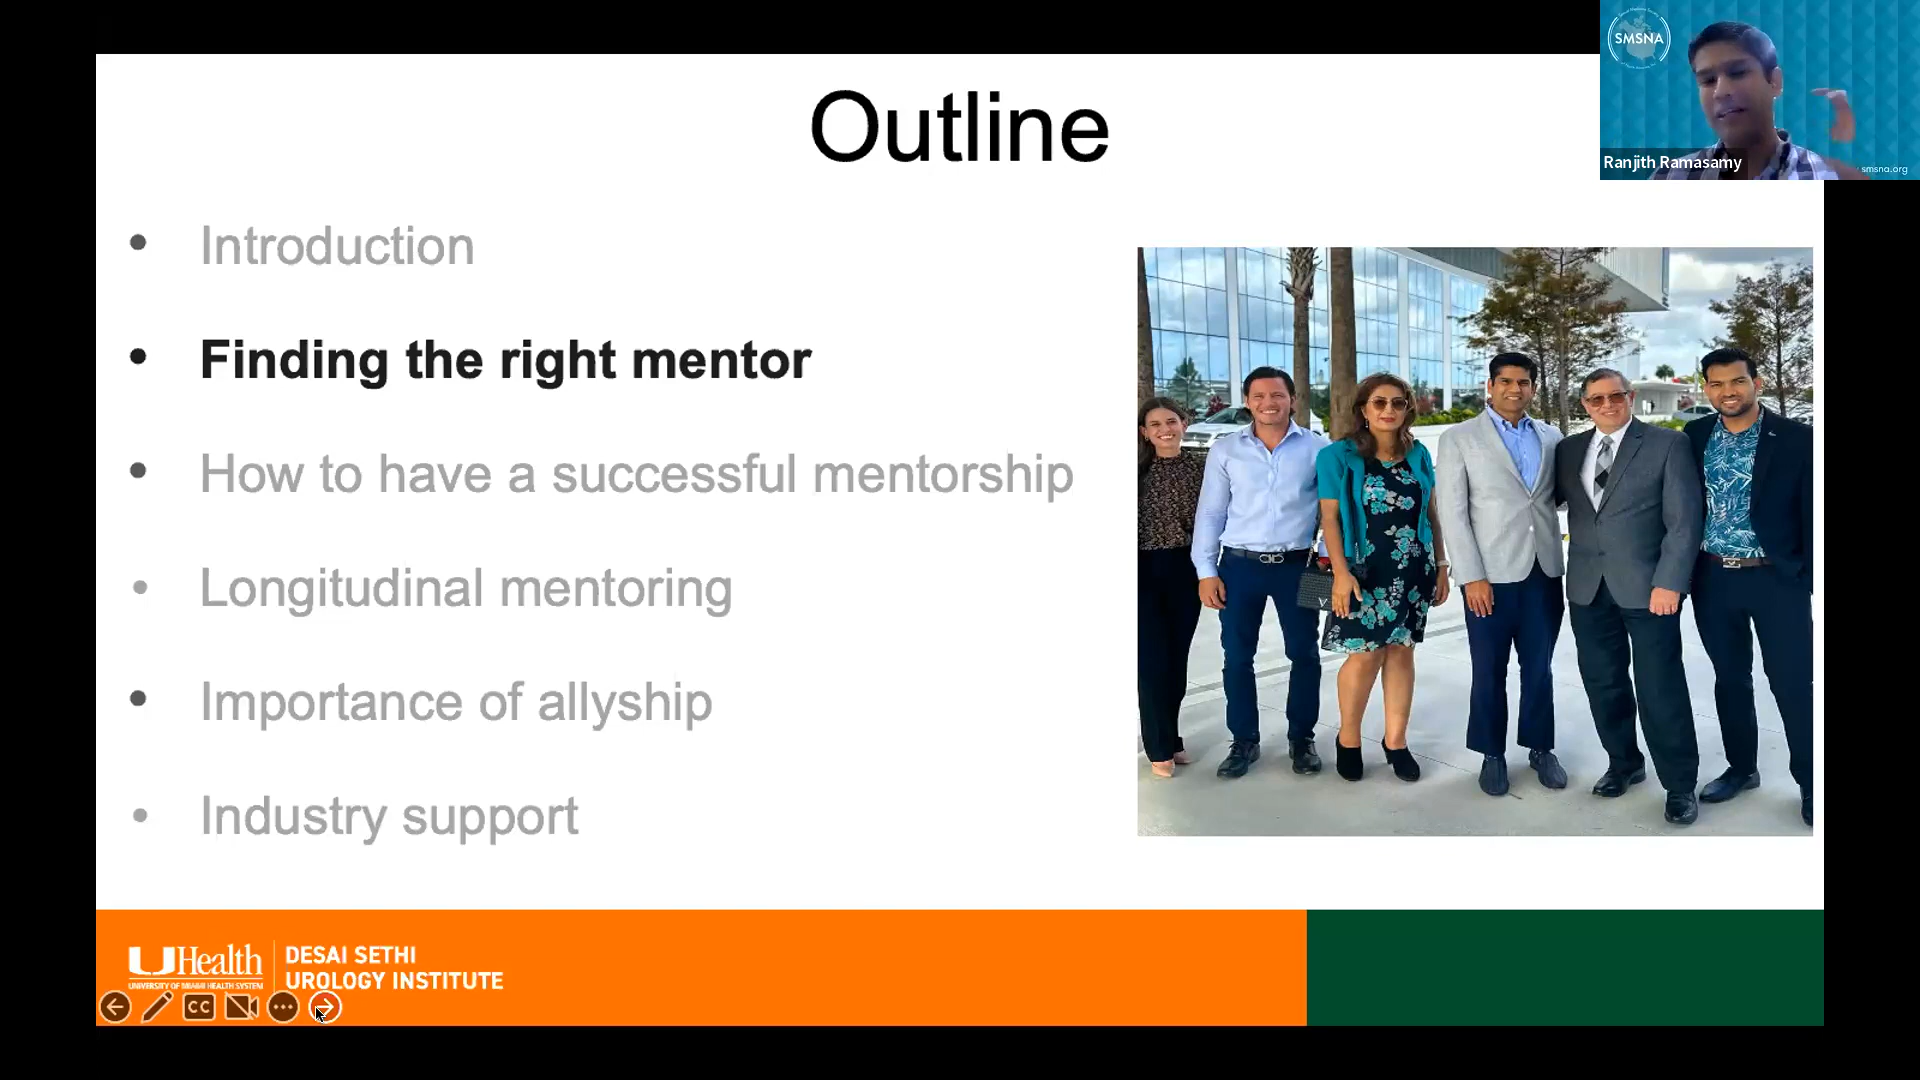 Outline
SMSNA
Ranjith Ramasamy
smsna.org
• Introduction
• Finding the right mentor
• How to have a successful mentorship
• Longitudinal mentoring
• Importance of allyship
• Industry support
UHealth
UNIVERSITY OF MIAMI HEALTH SYSTEM
DESAI SETHI
UROLOGY INSTITUTE
CC